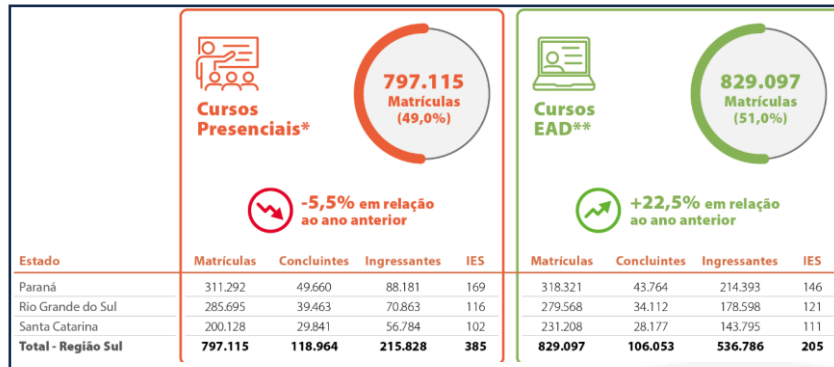 Cursos
Presenciais*
797.115
Matrículas
(49,0%)
-5,5% em relação
ao ano anterior
Cursos
EAD**
829.097
Matrículas
(51,0%)
+22,5% em relação
ao ano anterior
Estado Matrículas Concluintes Ingressantes IES Matrículas Concluintes Ingressantes IES
Paraná 311.292 49.660 88.181 169 318.321 43.764 214.393 146
Rio Grande do Sul 285.695 39.463 70.863 116 279.568 34.112 178.598 121
Santa Catarina 200.128 29.841 56.784 102 231.208 28.177 143.795 111
Total - Região Sul 797.115 118.964 215.828 385 829.097 106.053 536.786 205